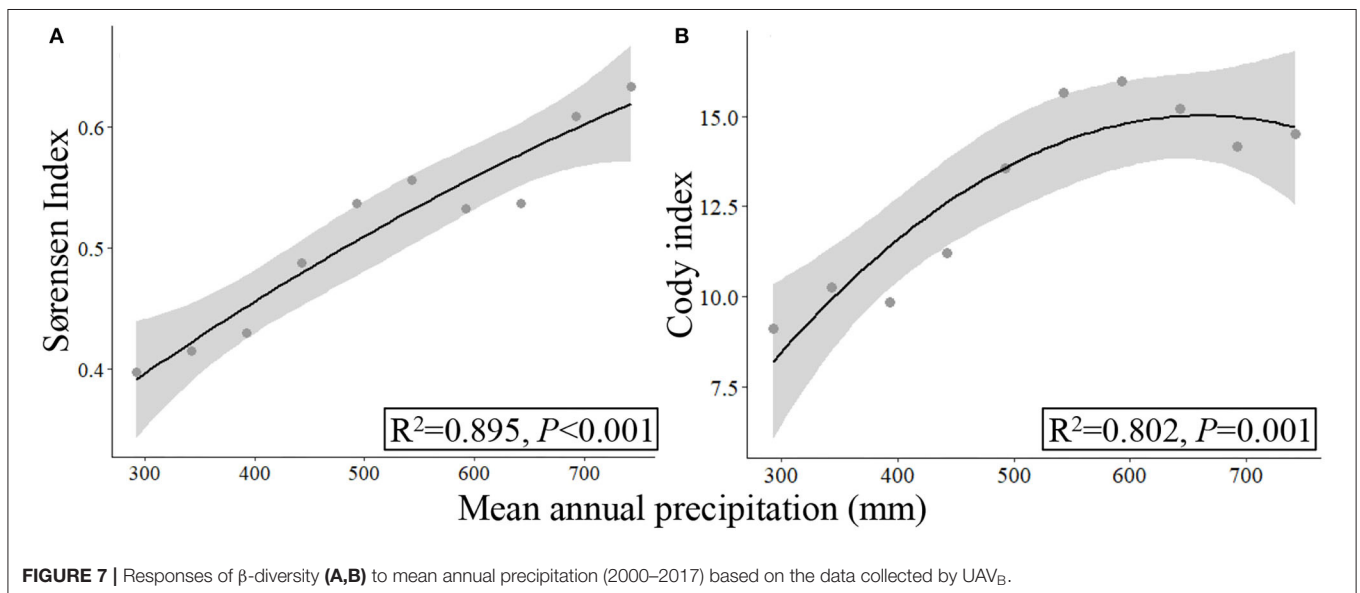 A
B
Sørensen Index
0.6
0.5
0.4
R²=0.895, P<0.001
300 400 500 600 700
Cody index
15.0
12.5
10.0
7.5
R²=0.802, P=0.001
300 400 500 600 700
Mean annual precipitation (mm)
FIGURE 7 | Responses of β-diversity (A,B) to mean annual precipitation (2000–2017) based on the data collected by UAV_B.